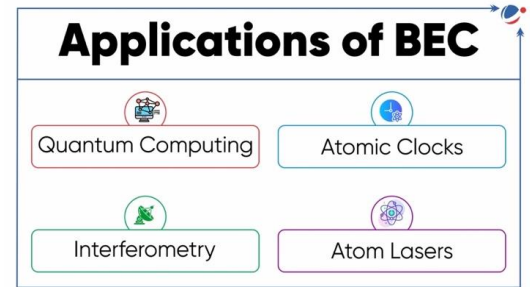 Applications of BEC
Quantum Computing
Atomic Clocks
Interferometry
Atom Lasers